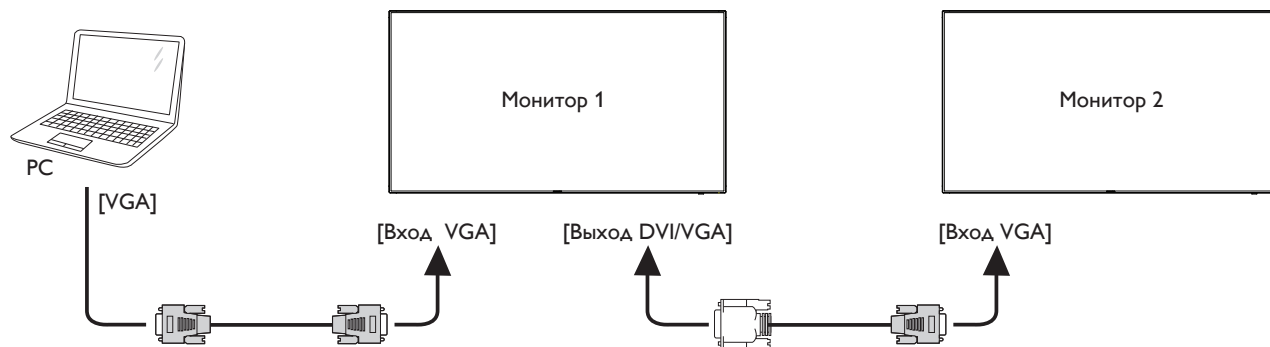 Монитор 1
Монитор 2
PC
[VGA]
[Вход VGA]
[Выход DVI/VGA]
[Вход VGA]